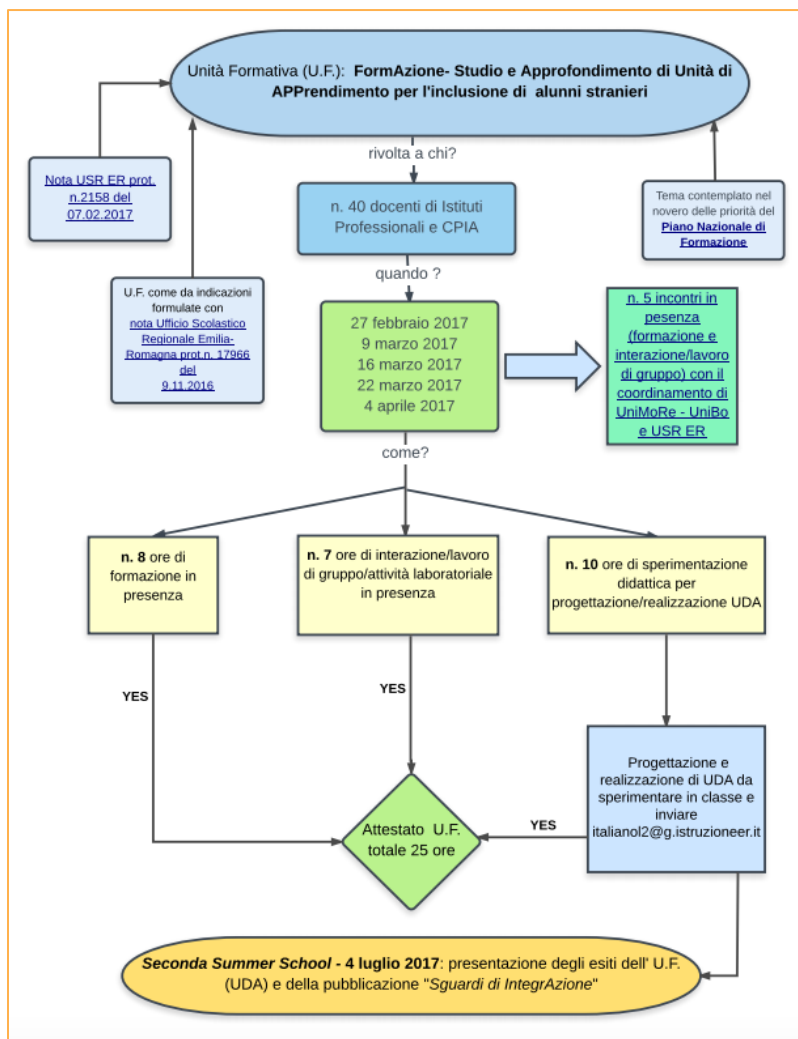 Unità Formativa (U.F.): FormAzione- Studio e Approfondimento di Unità di
APPrendimento per l'inclusione di alunni stranieri
rivolta a chi?
Nota USR ER prot.
n.2158 del
07.02.2017
n. 40 docenti di Istituti
Professionali e CPIA
Tema contemplato nel
novero delle priorità del
Piano Nazionale di
Formazione
quando ?
U.F. come da indicazioni
formulate con
nota Ufficio Scolastico
Regionale Emilia-
Romagna prot.n. 17966
del
9.11.2016
27 febbraio 2017
9 marzo 2017
16 marzo 2017
22 marzo 2017
4 aprile 2017
n. 5 incontri in
pesenza
(formazione e
interazione/lavoro
di gruppo) con il
coordinamento di
UniMoRe - UniBo
e USR ER
come?
n. 8 ore di
formazione in
presenza
n. 7 ore di interazione/lavoro
di gruppo/attività laboratoriale
in presenza
n. 10 ore di sperimentazione
didattica per
progettazione/realizzazione UDA
YES
YES
Progettazione e
realizzazione di UDA da
sperimentare in classe e
inviare
italianol2@g.istruzioneer.it
YES
Attestato U.F.
totale 25 ore
Seconda Summer School - 4 luglio 2017: presentazione degli esiti dell' U.F.
(UDA) e della pubblicazione "Sguardi di IntegrAzione"